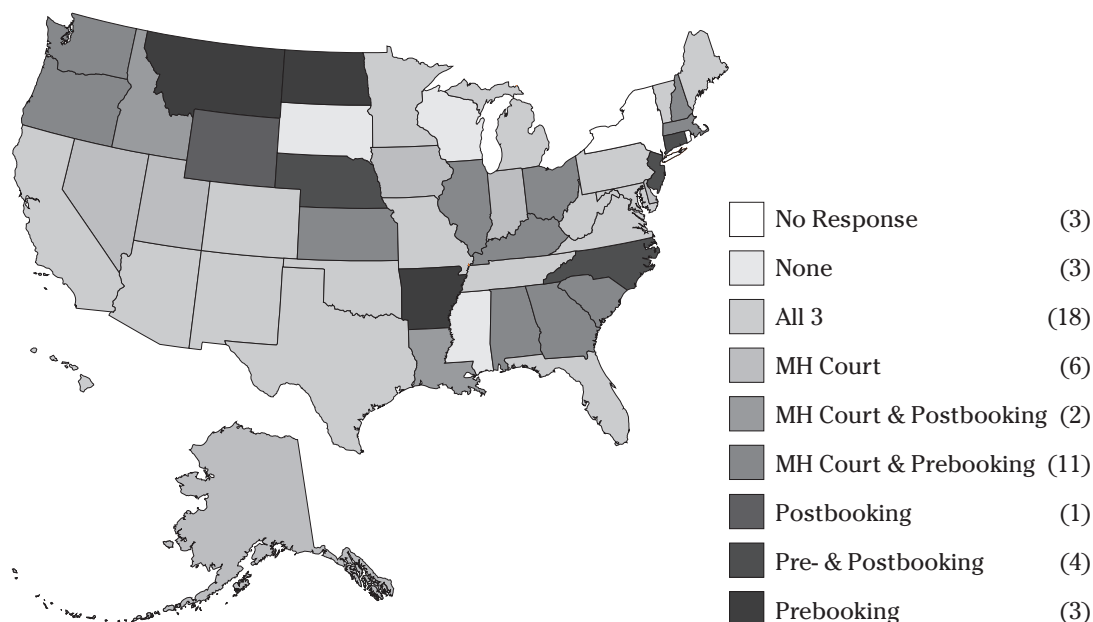 No Response (3)
None (3)
All 3 (18)
MH Court (6)
MH Court & Postbooking (2)
MH Court & Prebooking (11)
Postbooking (1)
Pre- & Postbooking (4)
Prebooking (3)